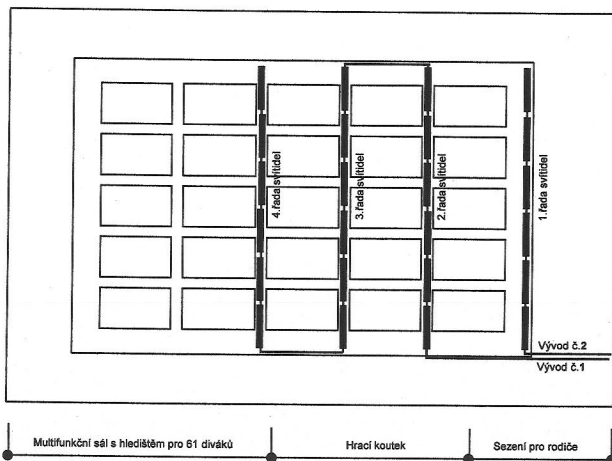 4.řada svítidel
3.řada svítidel
2.řada svítidel
1.řada svítidel
Vývod č.2
Vývod č.1
Multifunkční sál s hledištěm pro 61 diváků
Hrací koutek
Sezení pro rodiče